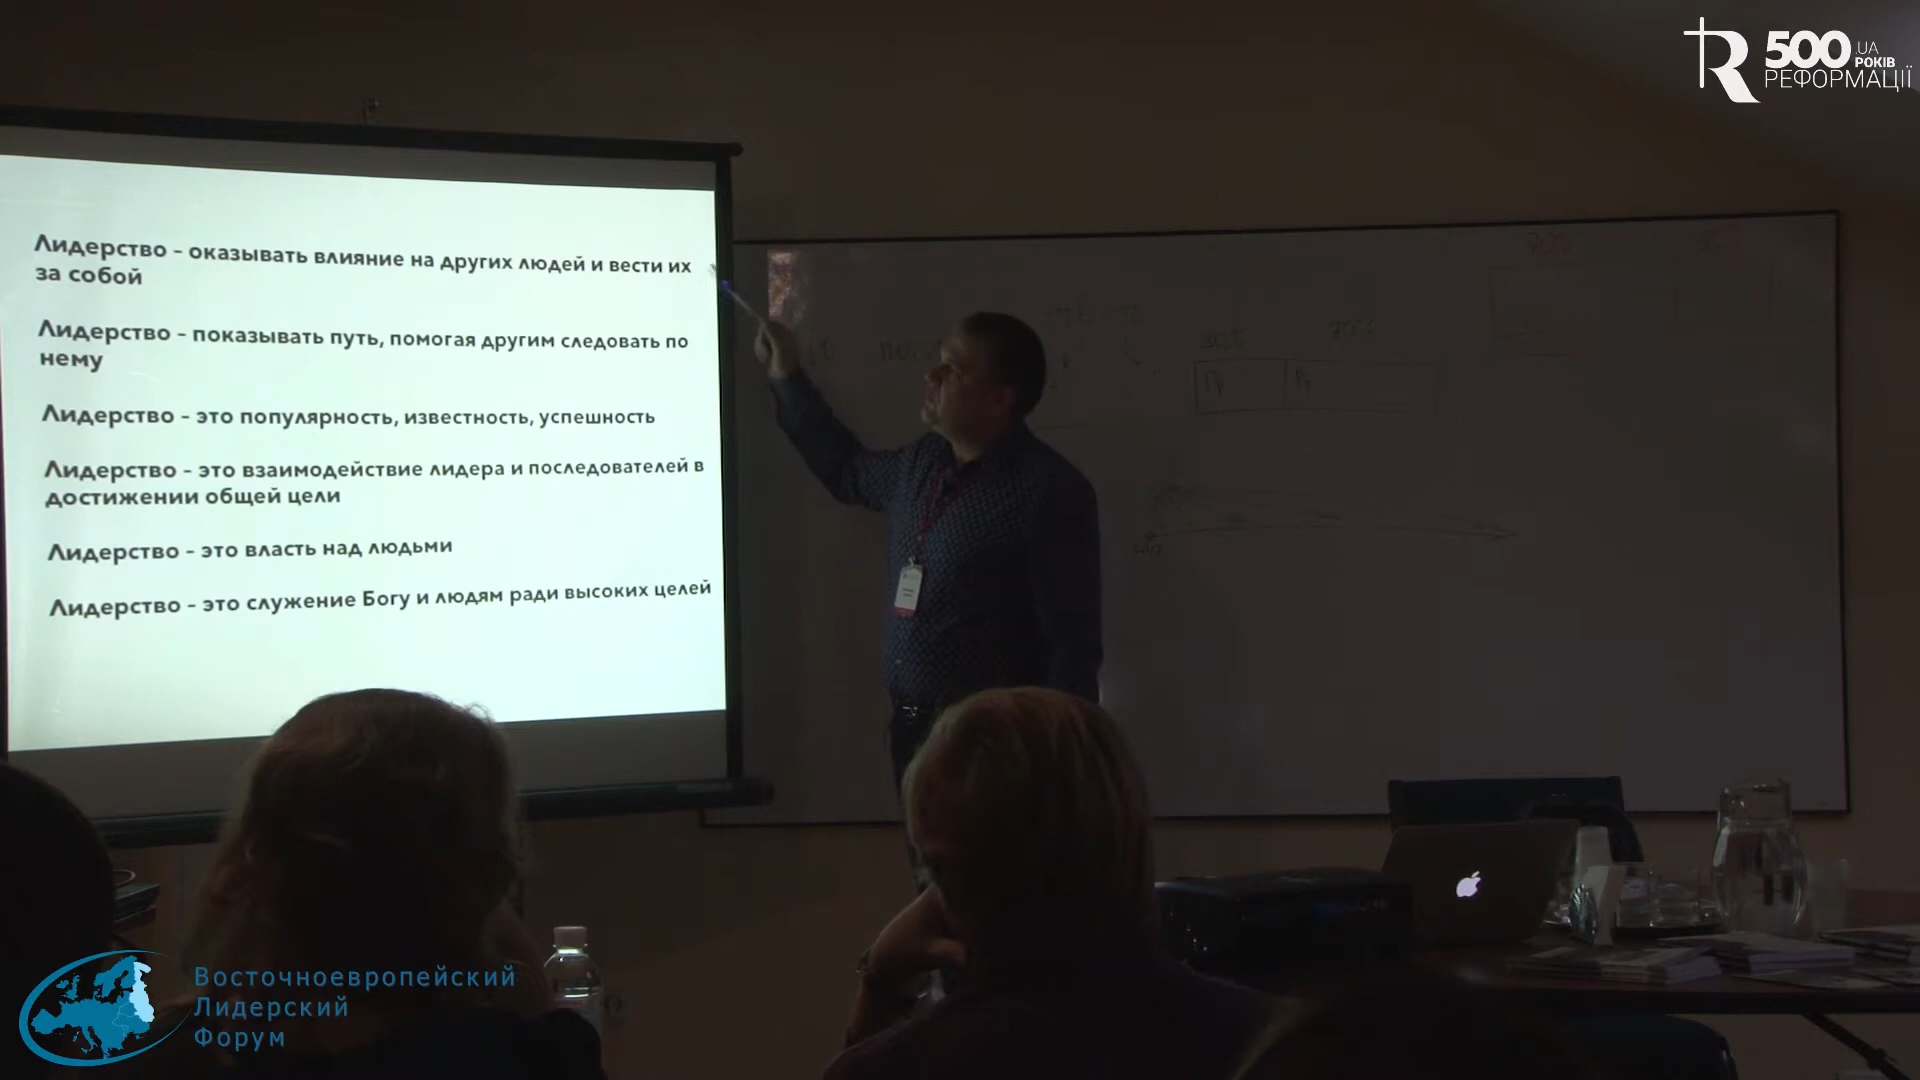 500 .UA
РОКІВ
РЕФОРМАЦІЇ
Лидерство - оказывать влияние на других людей и вести их
за собой
Лидерство - показывать путь, помогая другим следовать по
нему
Лидерство - это популярность, известность, успешность
Лидерство - это взаимодействие лидера и последователей в
достижении общей цели
Лидерство - это власть над людьми
Лидерство - это служение Богу и людям ради высоких целей
70%
Восточноевропейский
Лидерский
Форум